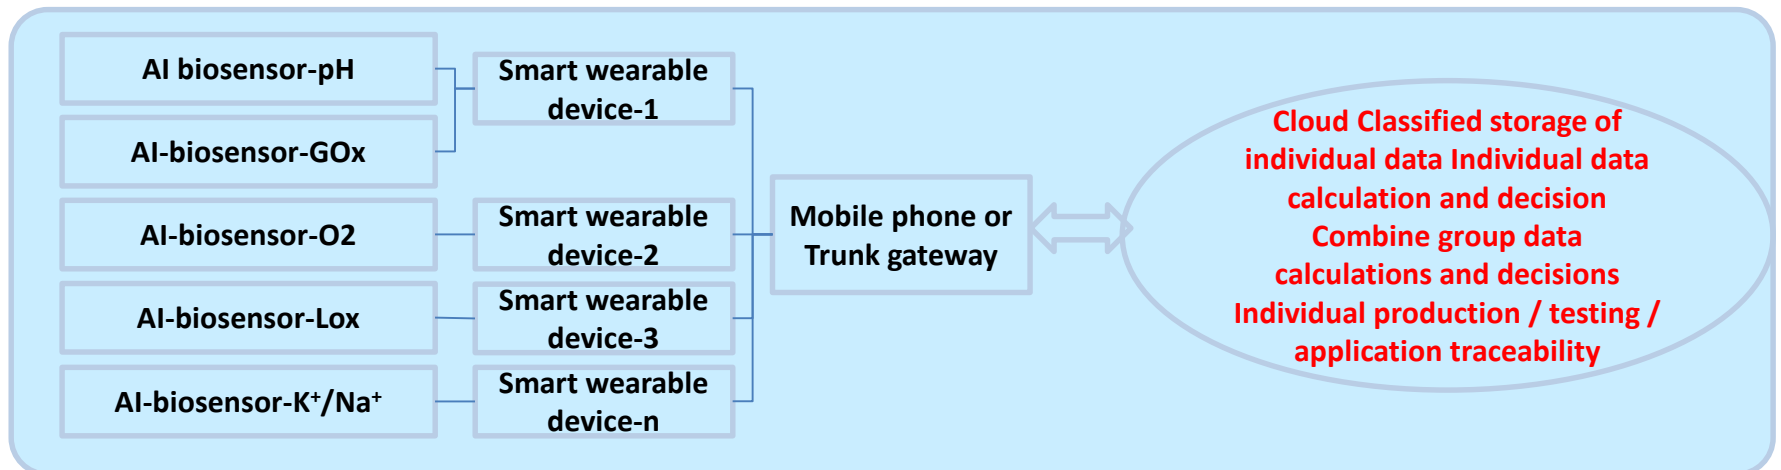 AI biosensor-pH
AI-biosensor-GOx
AI-biosensor-O2
AI-biosensor-Lox
AI-biosensor-K⁺/Na⁺
Smart wearable
device-1
Smart wearable
device-2
Smart wearable
device-3
Smart wearable
device-n
Mobile phone or
Trunk gateway
Cloud Classified storage of
individual data Individual data
calculation and decision
Combine group data
calculations and decisions
Individual production / testing /
application traceability